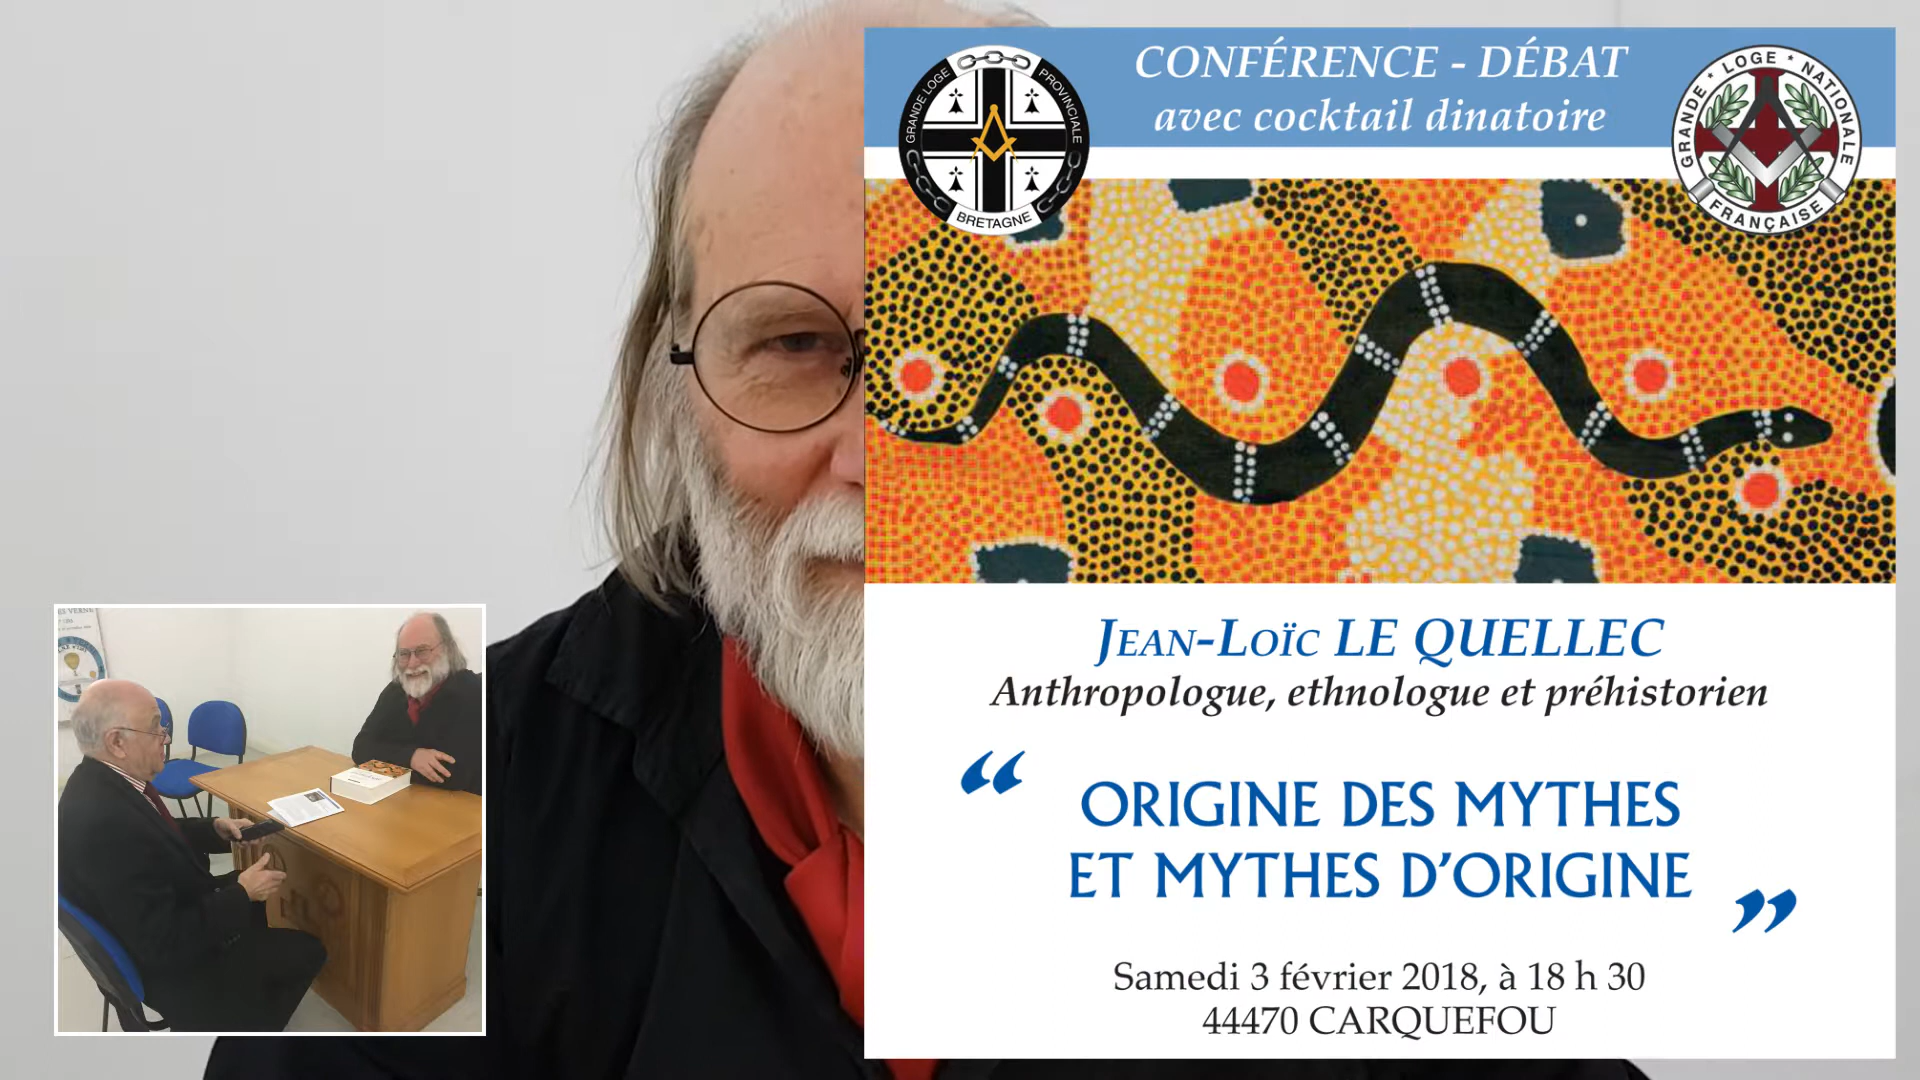 CONFÉRENCE - DÉBAT
avec cocktail dinatoire
GRANDE LOGE PROVINCIALE
BRETAGNE
GRANDE * LOGE * NATIONALE
FRANÇAISE
JEAN-LOÏC LE QUELLEC
Anthropologue, ethnologue et préhistorien
“ ORIGINE DES MYTHES
ET MYTHES D’ORIGINE ”
Samedi 3 février 2018, à 18 h 30
44470 CARQUEFOU